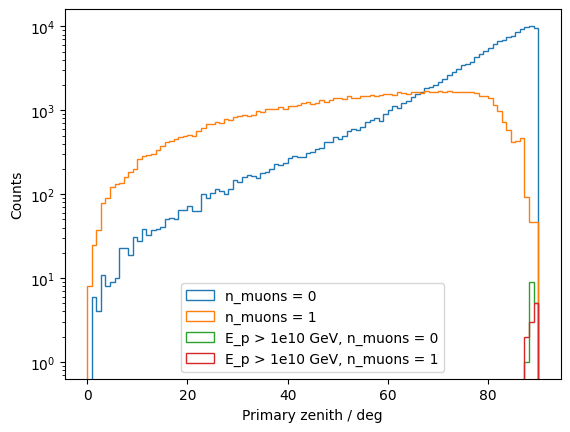 10⁴
10³
10²
10¹
10⁰
Counts
n_muons = 0
n_muons = 1
E_p > 1e10 GeV, n_muons = 0
E_p > 1e10 GeV, n_muons = 1
0 20 40 60 80
Primary zenith / deg